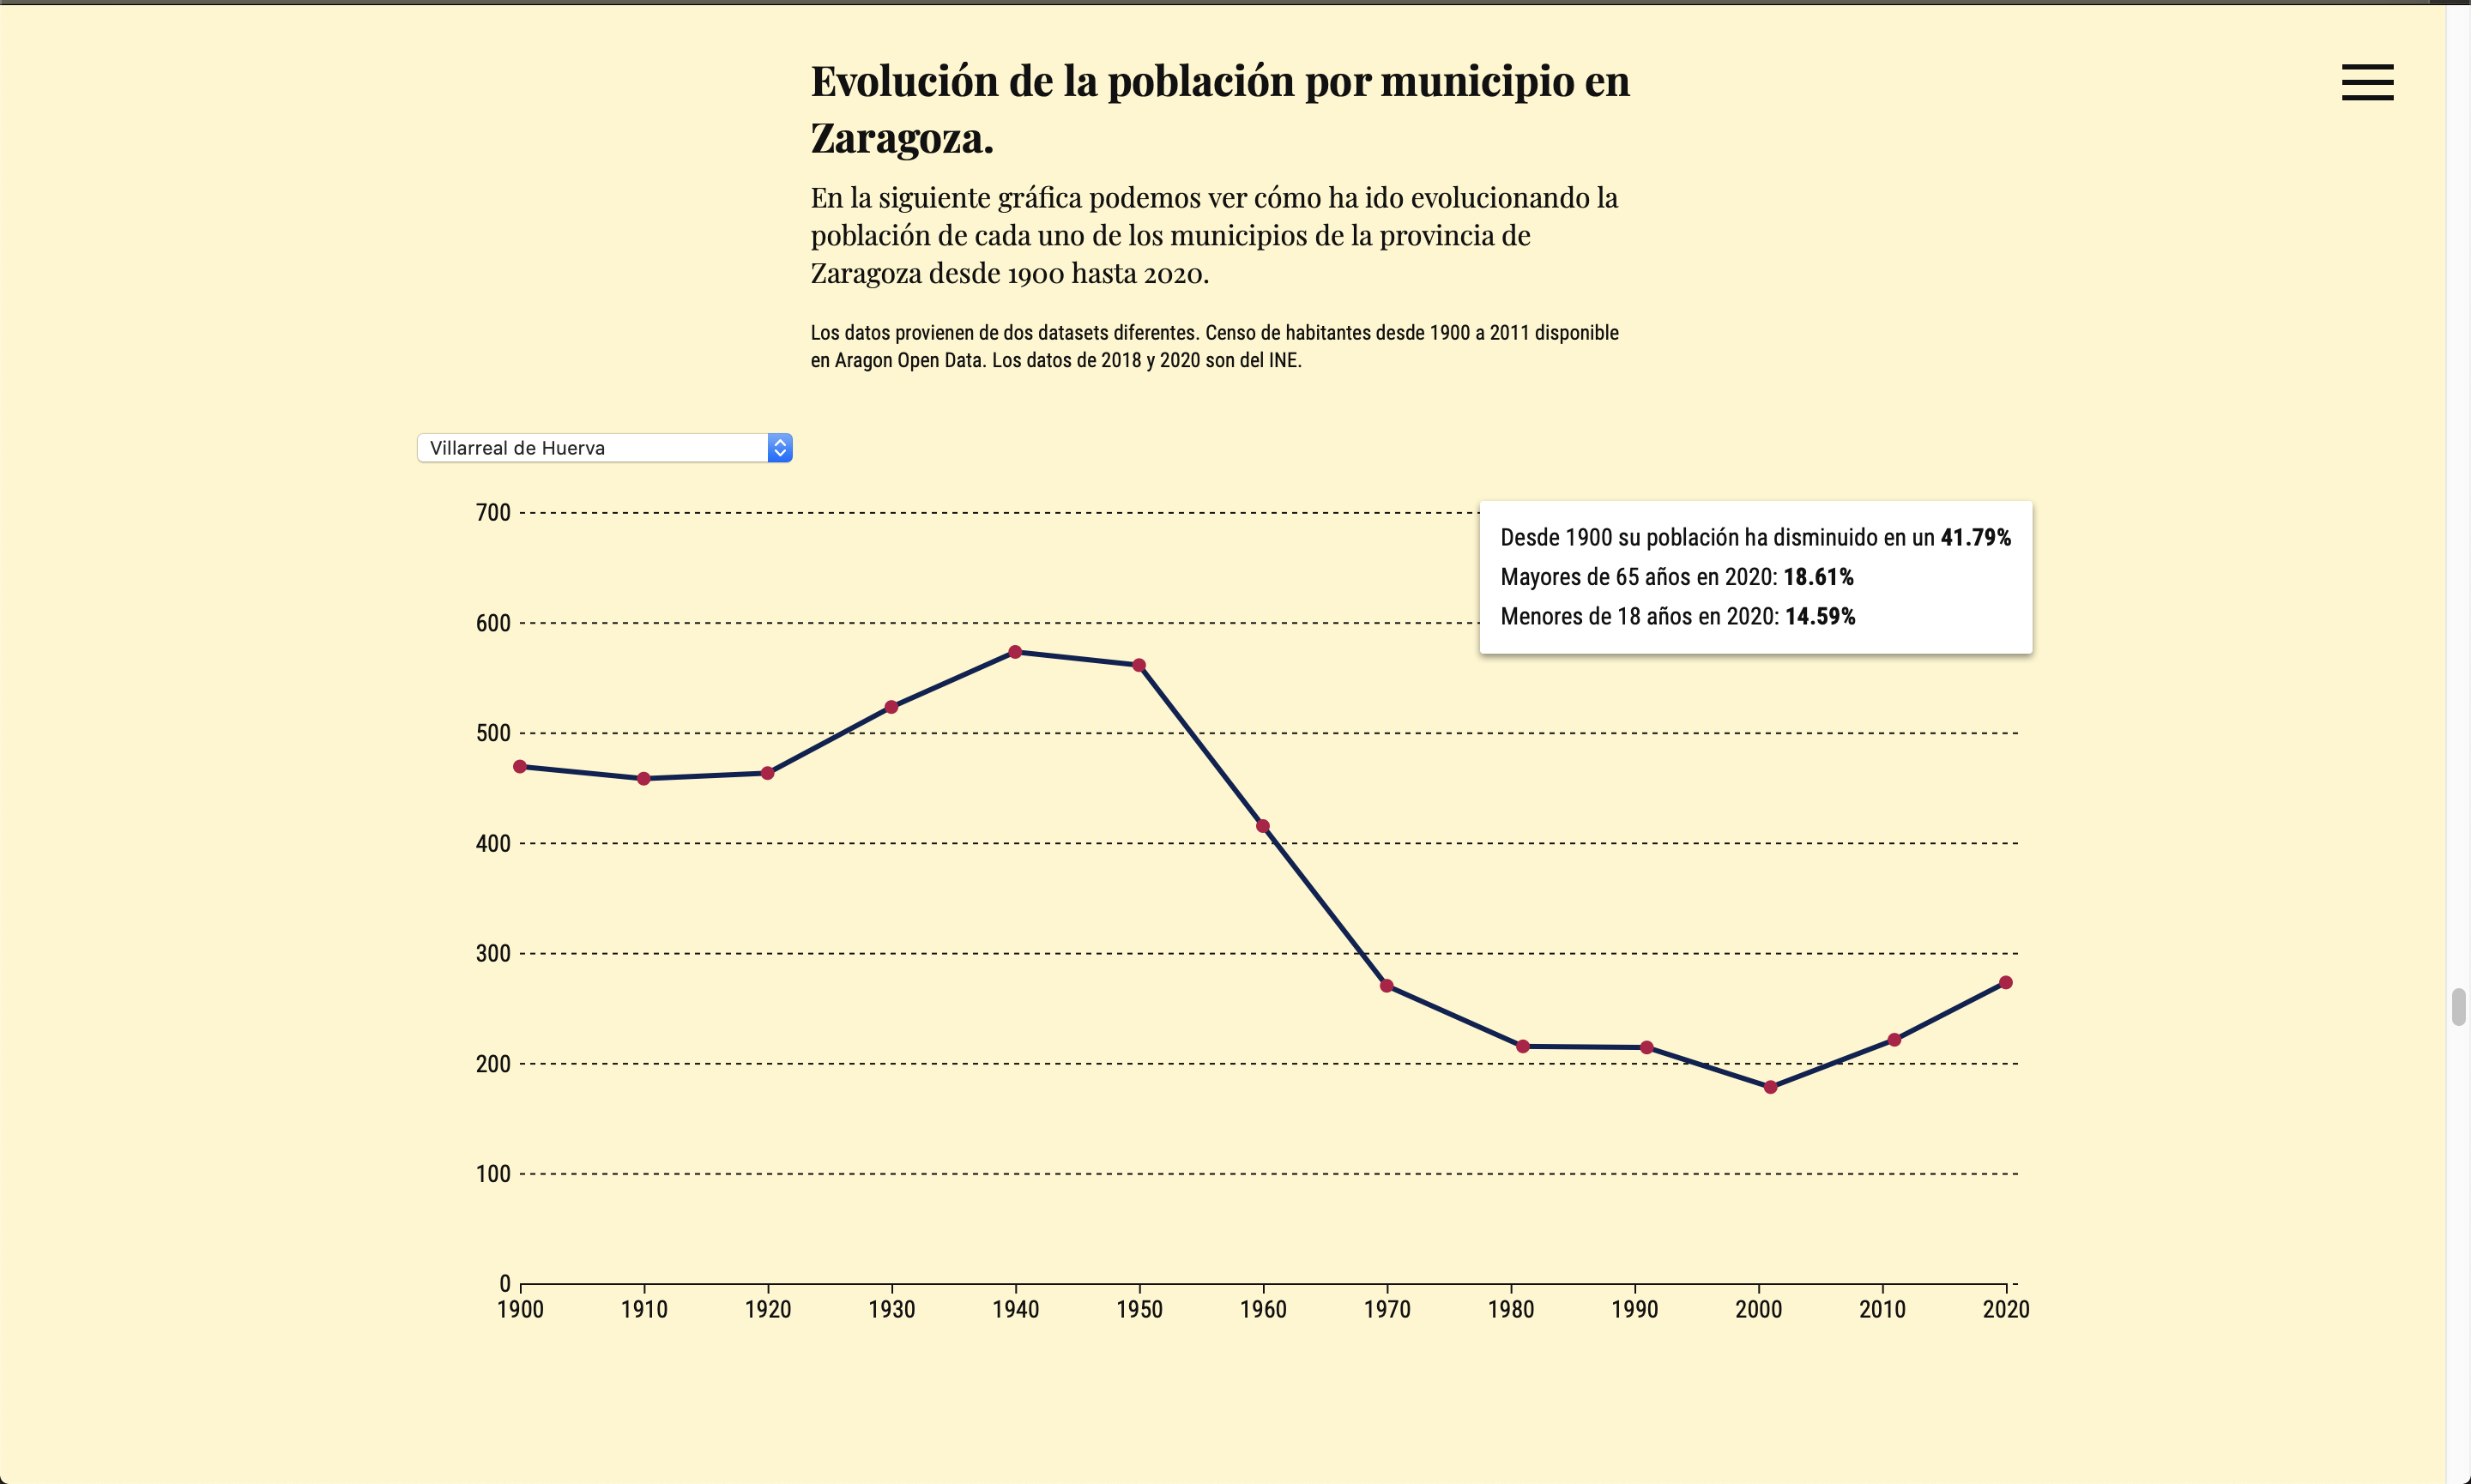 Evolución de la población por municipio en
Zaragoza.
En la siguiente gráfica podemos ver cómo ha ido evolucionando la
población de cada uno de los municipios de la provincia de
Zaragoza desde 1900 hasta 2020.
Los datos provienen de dos datasets diferentes. Censo de habitantes desde 1900 a 2011 disponible
en Aragon Open Data. Los datos de 2018 y 2020 son del INE.
Villarreal de Huerva
Desde 1900 su población ha disminuido en un 41.79%
Mayores de 65 años en 2020: 18.61%
Menores de 18 años en 2020: 14.59%
700
600
500
400
300
200
100
0
1900 1910 1920 1930 1940 1950 1960 1970 1980 1990 2000 2010 2020